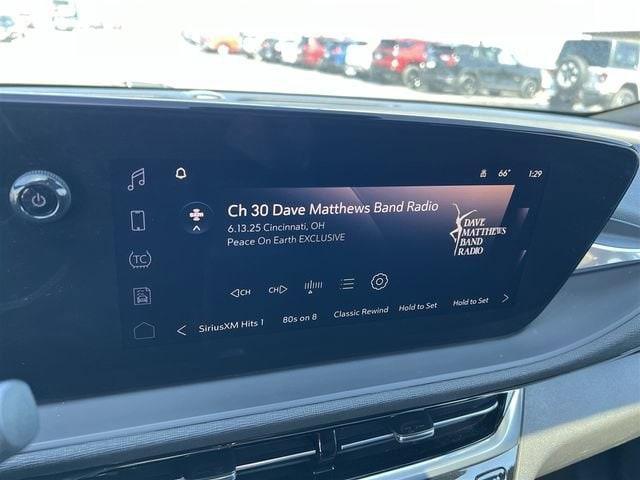 66° 1:29
Ch 30 Dave Matthews Band Radio
6.13.25 Cincinnati, OH
Peace On Earth EXCLUSIVE
DAVE
MATTHEWS
BAND
RADIO
TC
CH CH
SiriusXM Hits 1 80s on 8 Classic Rewind Hold to Set Hold to Set